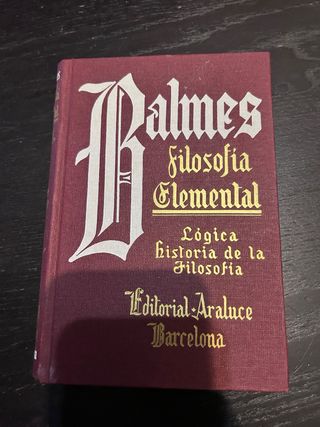 Balmes
Filosofía
Elemental
Lógica
historia de la
Filosofía
Editorial-Araluce
Barcelona